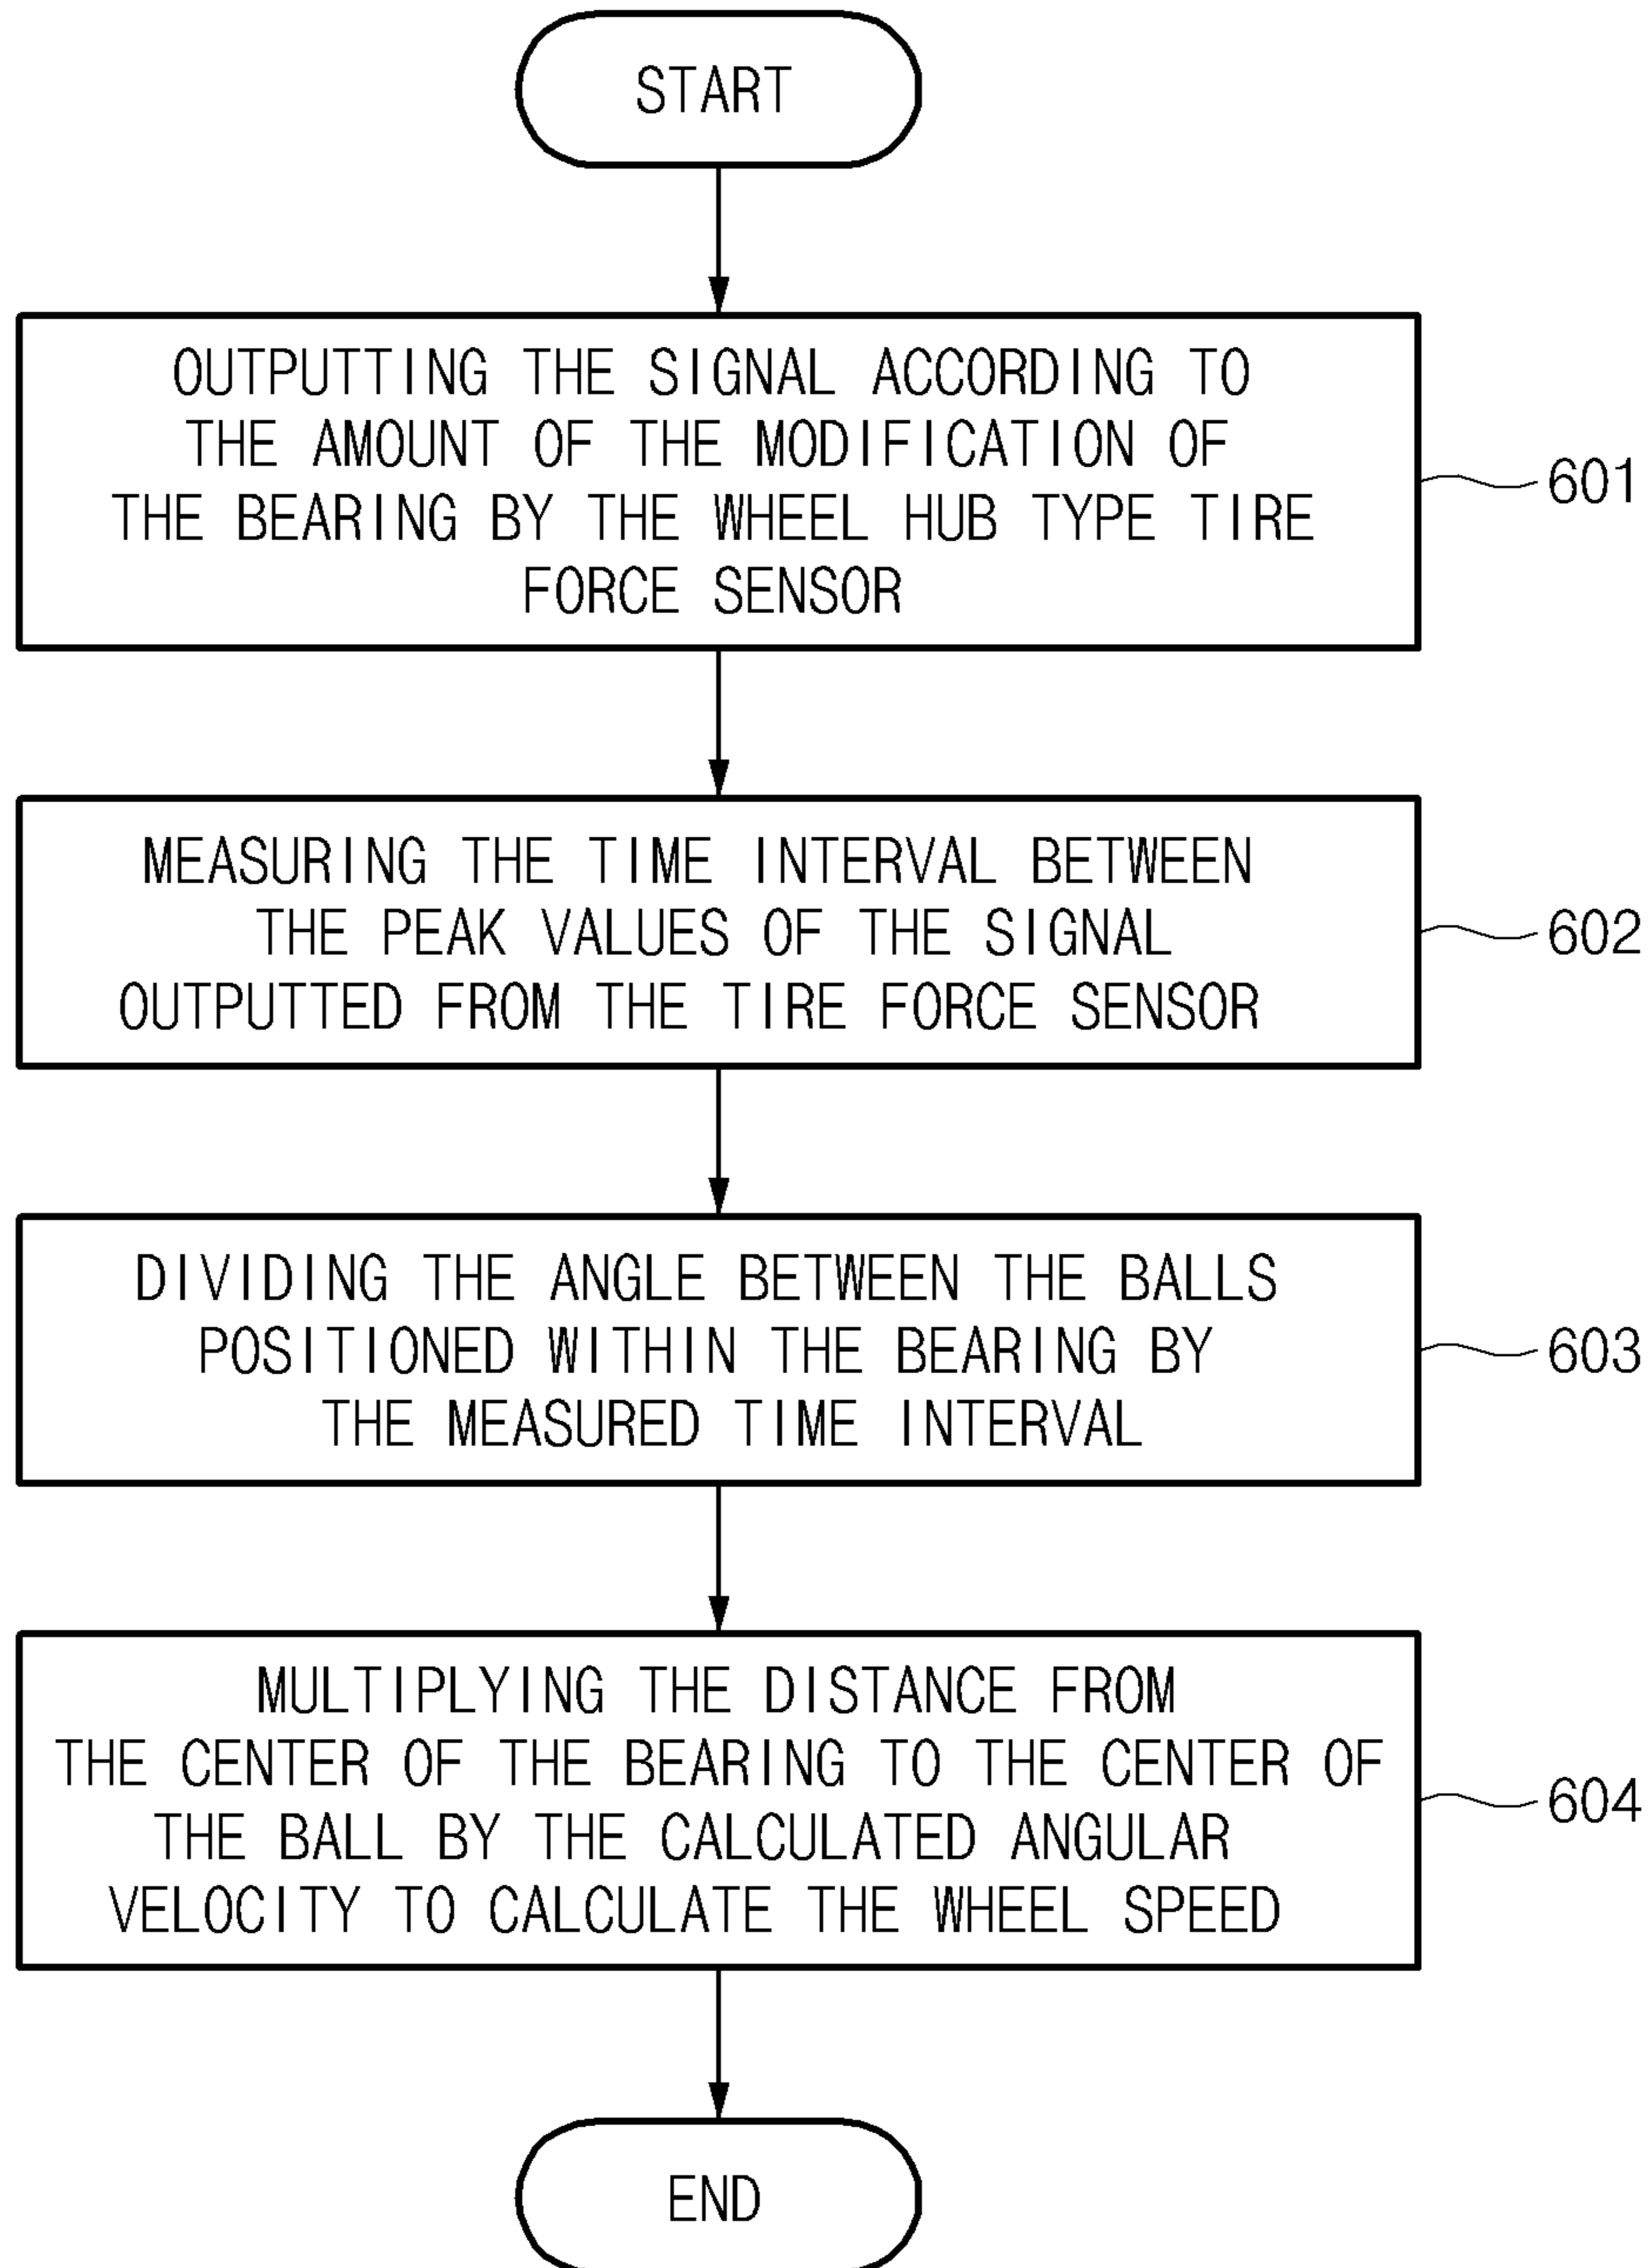 START
OUTPUTTING THE SIGNAL ACCORDING TO
THE AMOUNT OF THE MODIFICATION OF
THE BEARING BY THE WHEEL HUB TYPE TIRE
FORCE SENSOR
601
MEASURING THE TIME INTERVAL BETWEEN
THE PEAK VALUES OF THE SIGNAL
OUTPUTTED FROM THE TIRE FORCE SENSOR
602
DIVIDING THE ANGLE BETWEEN THE BALLS
POSITIONED WITHIN THE BEARING BY
THE MEASURED TIME INTERVAL
603
MULTIPLYING THE DISTANCE FROM
THE CENTER OF THE BEARING TO THE CENTER OF
THE BALL BY THE CALCULATED ANGULAR
VELOCITY TO CALCULATE THE WHEEL SPEED
604
END